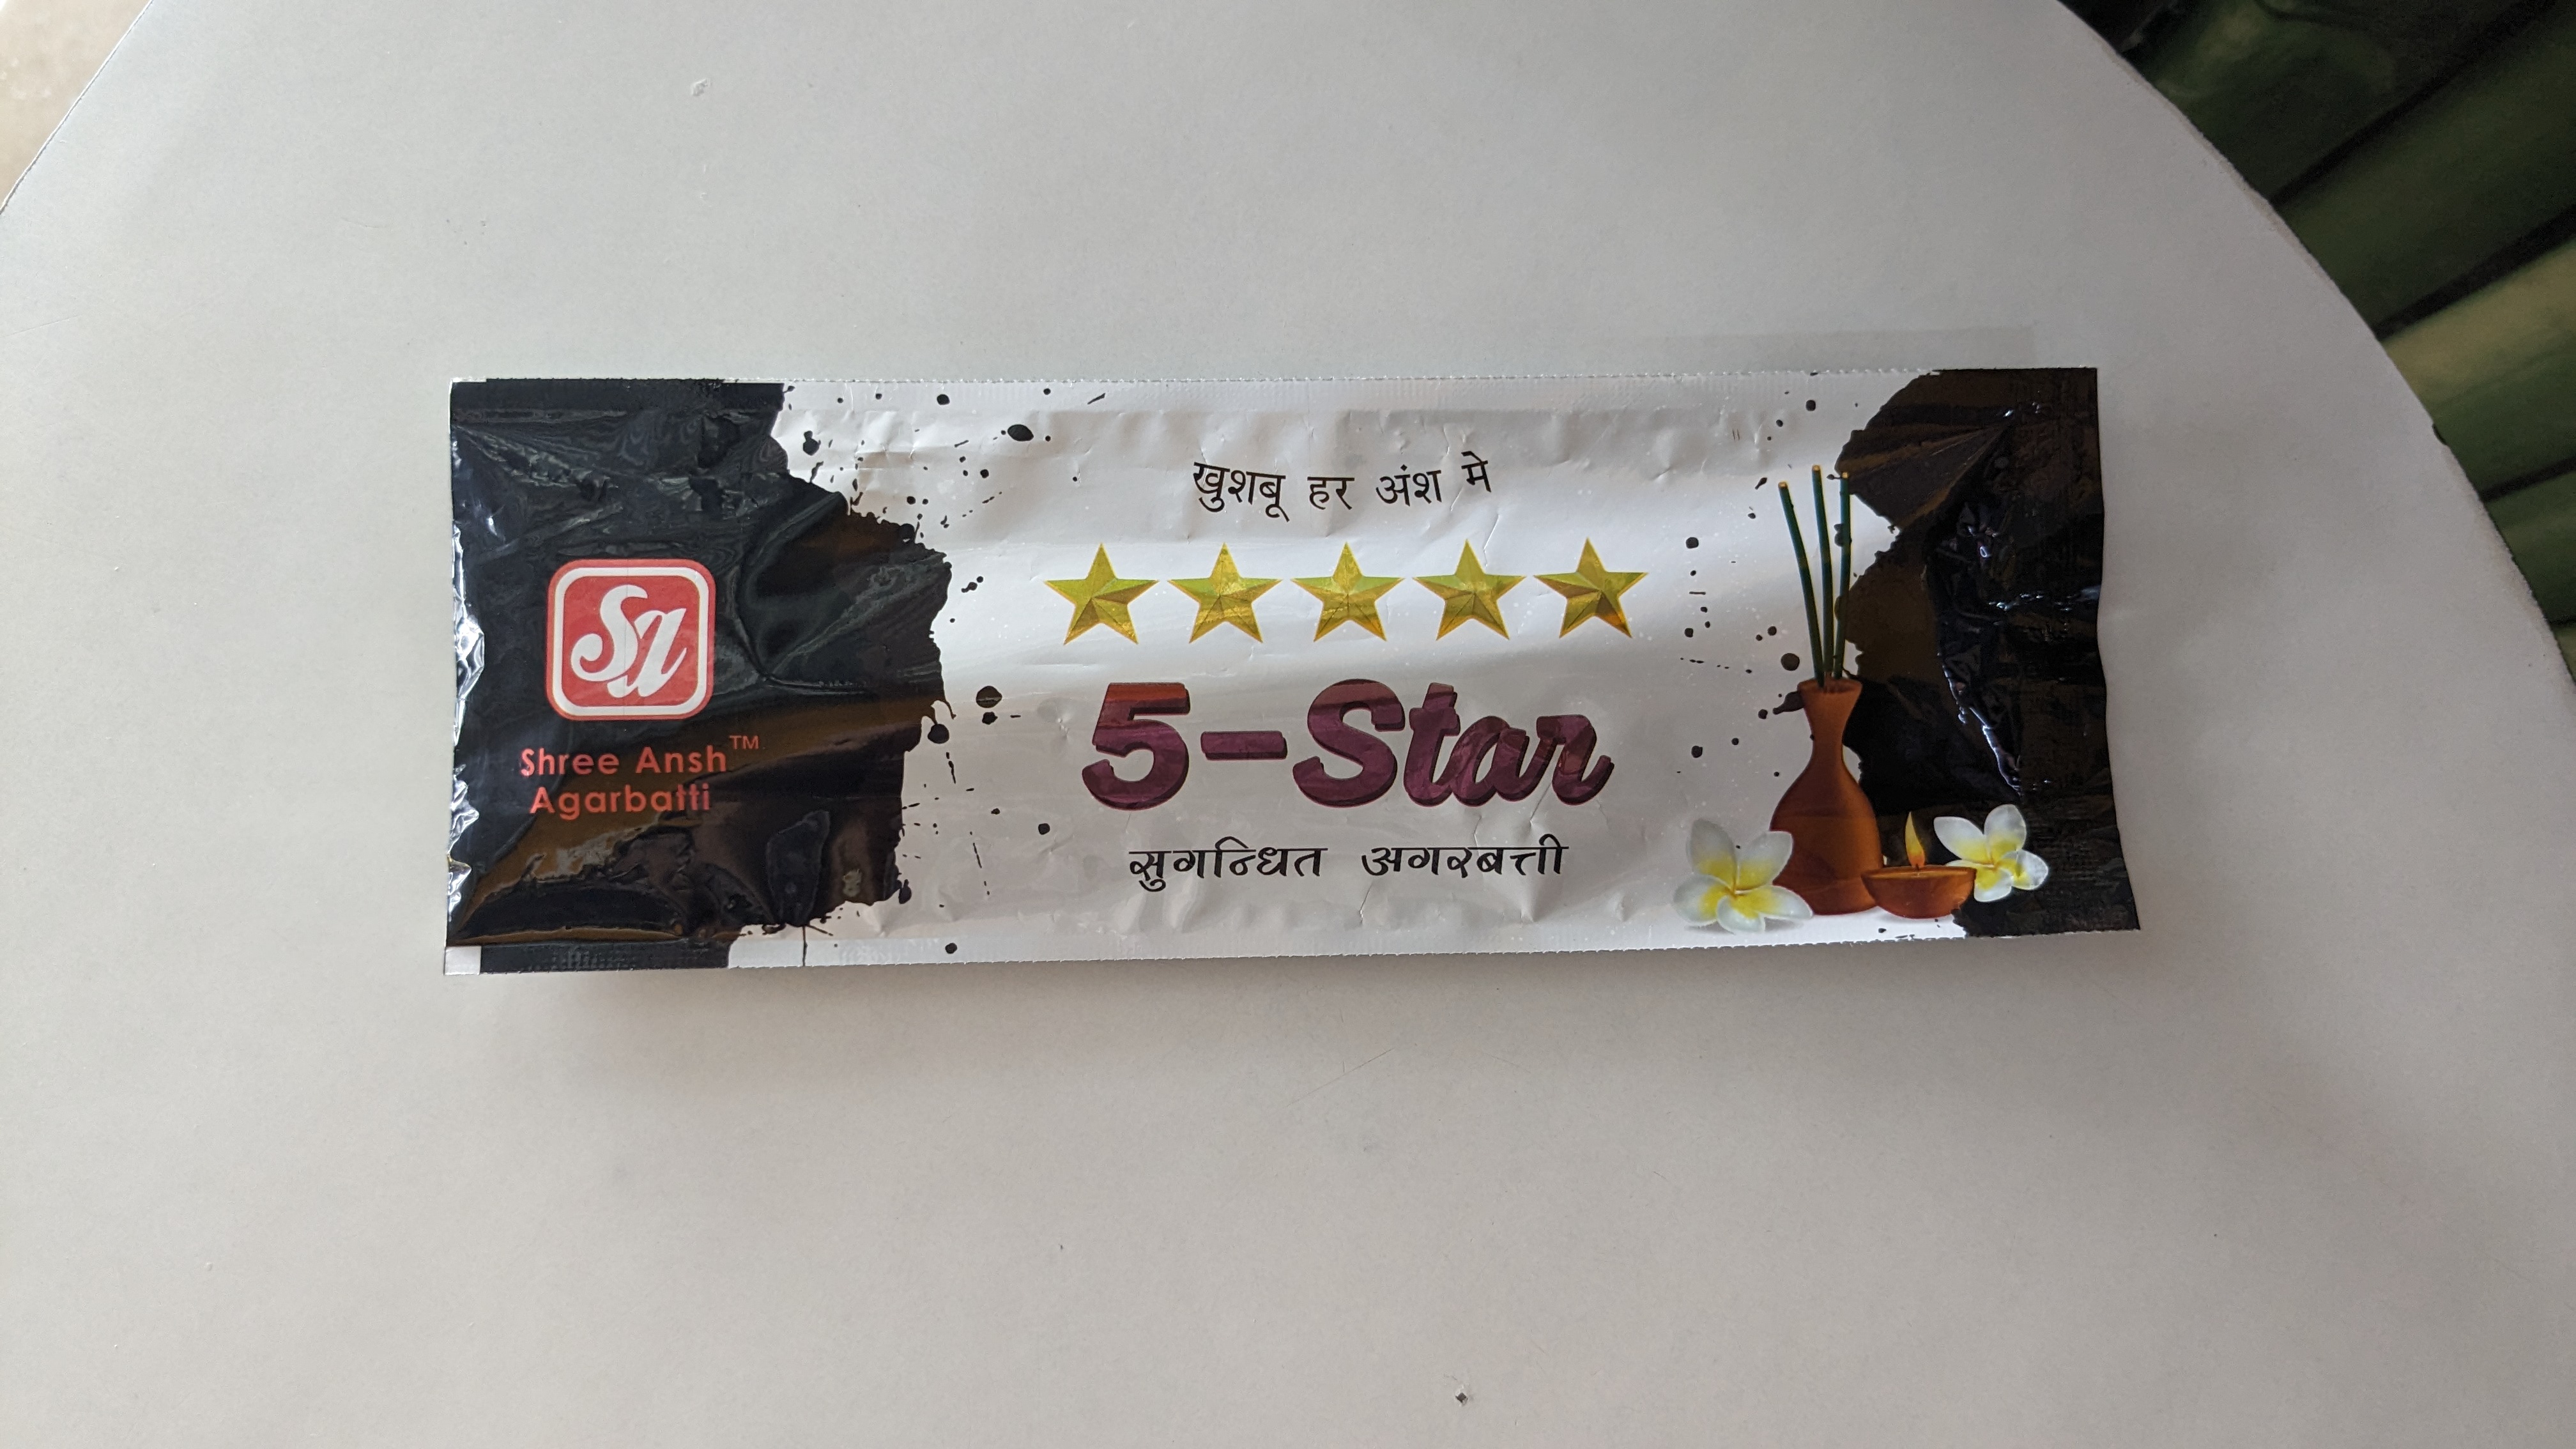 खुशबू हर अंश मे
Sa
Shree Ansh™
Agarbatti
5-Star
सुगन्धित अगरबत्ती